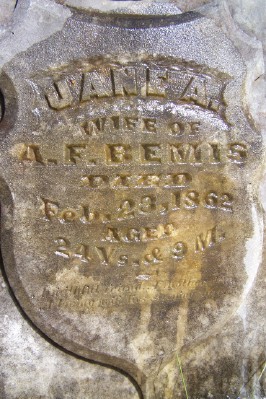 JANE A.
WIFE OF
A. F. BEMIS
DIED
Feb. 23, 1862
AGED
24 Ys. & 9 M.